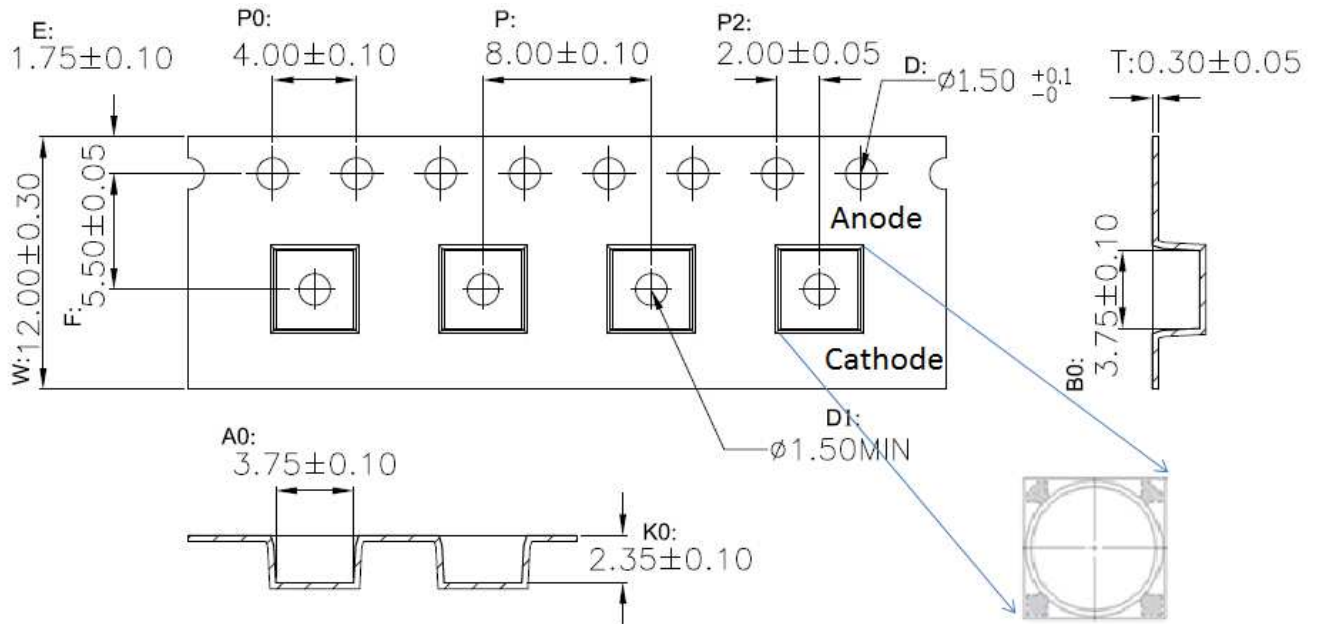 E:
1.75±0.10
P0:
4.00±0.10
P:
8.00±0.10
P2:
2.00±0.05
D:
⌀1.50 +0.1
-0
T:0.30±0.05
W:12.00±0.30
F:
5.50±0.05
Anode
Cathode
B0:
3.75±0.10
D1:
⌀1.50MIN
A0:
3.75±0.10
K0:
2.35±0.10